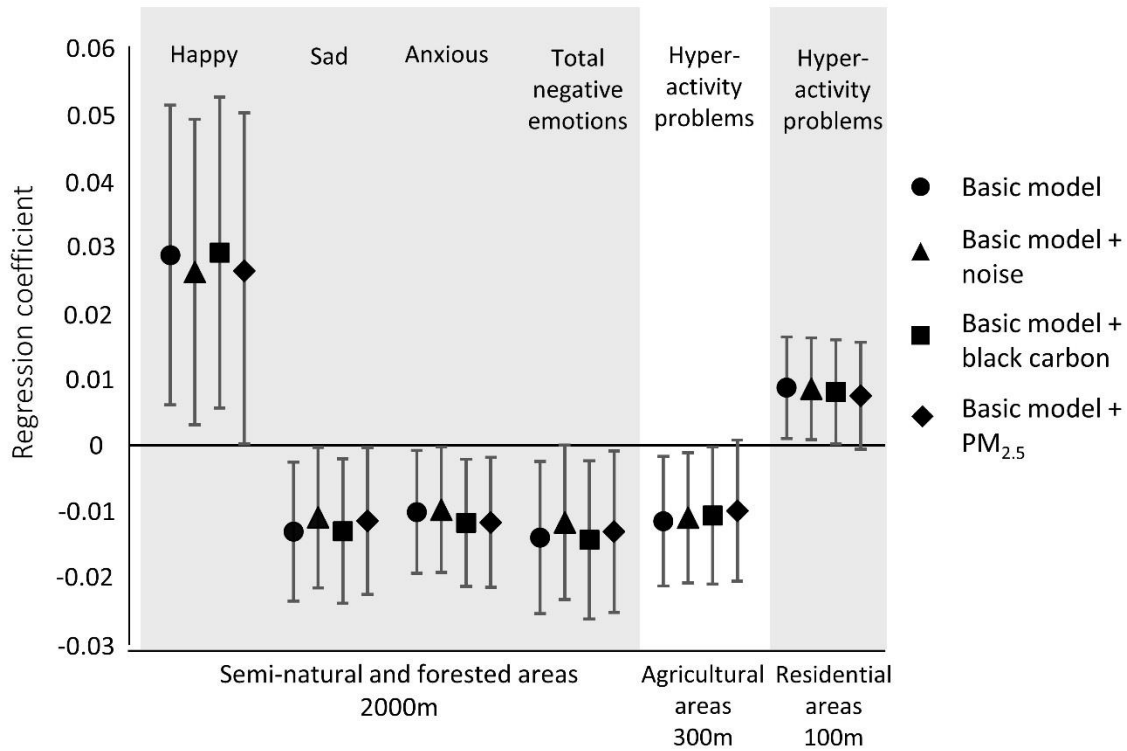 Happy
Sad
Anxious
Total
negative
emotions
Hyper-
activity
problems
Hyper-
activity
problems
0.06
0.05
0.04
0.03
0.02
0.01
0
-0.01
-0.02
-0.03
Regression coefficient
Basic model
Basic model +
noise
Basic model +
black carbon
Basic model +
PM2.5
Semi-natural and forested areas
2000m
Agricultural
areas
300m
Residential
areas
100m